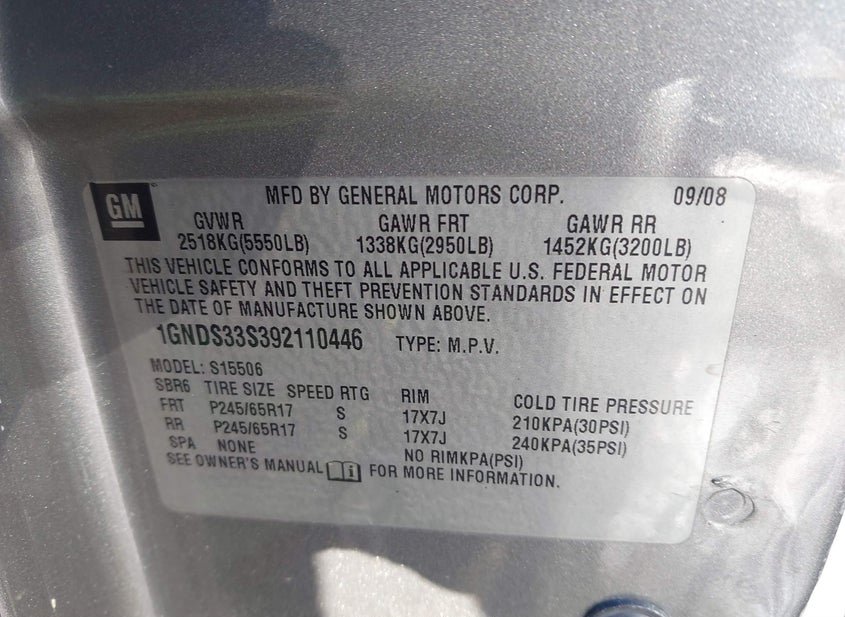 GM
MFD BY GENERAL MOTORS CORP. 09/08
GVWR GAWR FRT GAWR RR
2518KG(5550LB) 1338KG(2950LB) 1452KG(3200LB)
THIS VEHICLE CONFORMS TO ALL APPLICABLE U.S. FEDERAL MOTOR
VEHICLE SAFETY AND THEFT PREVENTION STANDARDS IN EFFECT ON
THE DATE OF MANUFACTURE SHOWN ABOVE.
1GNDS33S392110446 TYPE: M.P.V.
MODEL: S15506
SBR6 TIRE SIZE SPEED RTG RIM COLD TIRE PRESSURE
FRT P245/65R17 S 17X7J 210KPA(30PSI)
RR P245/65R17 S 17X7J 240KPA(35PSI)
SPA NONE NO RIMKPA(PSI)
SEE OWNER'S MANUAL i FOR MORE INFORMATION.